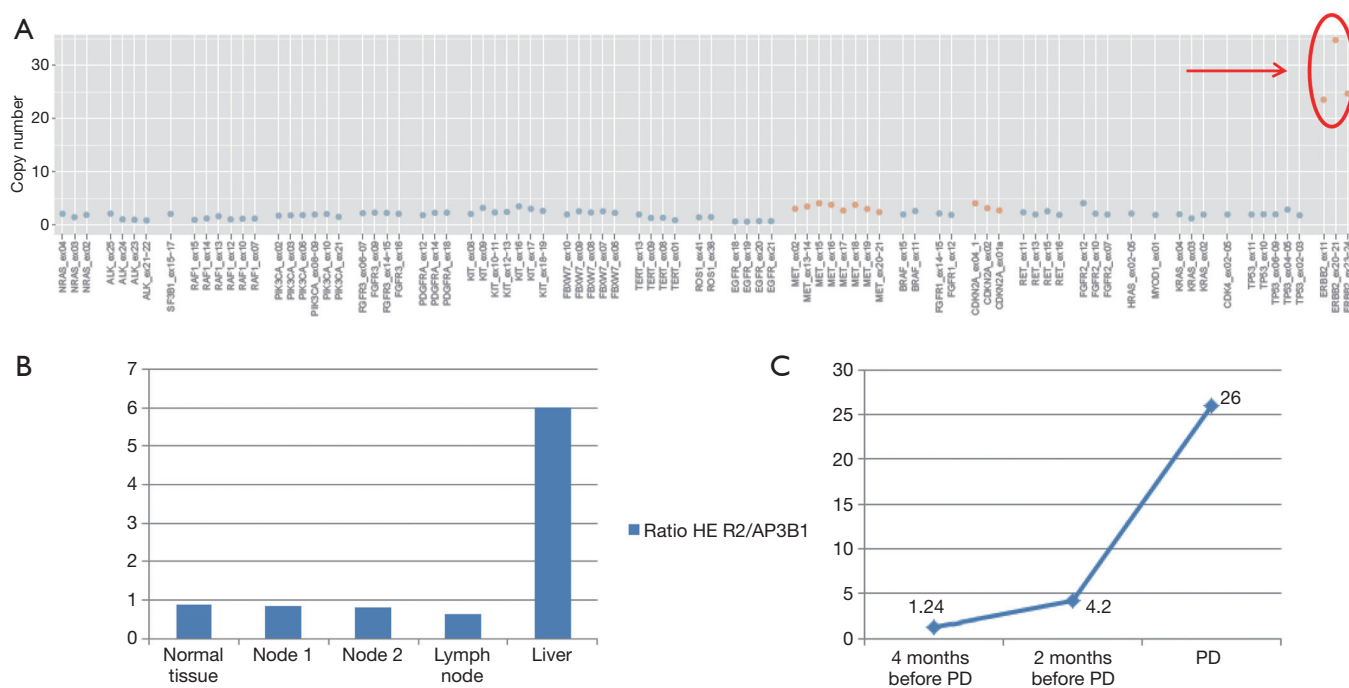 A
Copy number
30
20
10
0
NRAS_ex04
NRAS_ex03
NRAS_ex02
ALK_ex25
ALK_ex24
ALK_ex23
ALK_ex21-22
SF3B1_ex15-17
RAF1_ex15
RAF1_ex14
RAF1_ex13
RAF1_ex12
RAF1_ex10
RAF1_ex07
PIK3CA_ex02
PIK3CA_ex03
PIK3CA_ex06
PIK3CA_ex08-09
PIK3CA_ex10
PIK3CA_ex21
FGFR3_ex06-07
FGFR3_ex09
FGFR3_ex14-15
FGFR3_ex16
PDGFRA_ex12
PDGFRA_ex14
PDGFRA_ex18
KIT_ex08
KIT_ex09
KIT_ex10-11
KIT_ex12-13
KIT_ex16
KIT_ex17
KIT_ex18-19
FBXW7_ex10
FBXW7_ex09
FBXW7_ex08
FBXW7_ex07
FBXW7_ex06
TERT_ex13
TERT_ex09
TERT_ex08
TERT_ex01
ROS1_ex41
ROS1_ex38
EGFR_ex18
EGFR_ex19
EGFR_ex20
EGFR_ex21
MET_ex02
MET_ex13-14
MET_ex15
MET_ex16
MET_ex17
MET_ex18
MET_ex19
MET_ex20-21
BRAF_ex15
BRAF_ex11
FGFR1_ex14-15
FGFR1_ex12
CDKN2A_ex04_1
CDKN2A_ex02
CDKN2A_ex01a
RET_ex11
RET_ex13
RET_ex15
RET_ex16
FGFR2_ex12
FGFR2_ex10
FGFR2_ex07
HRAS_ex02-05
MYOD1_ex01
KRAS_ex04
KRAS_ex03
KRAS_ex02
CDK4_ex02-05
TP53_ex11
TP53_ex10
TP53_ex06-09
TP53_ex04-05
TP53_ex02-03
ERBB2_ex11
ERBB2_ex20-21
ERBB2_ex23-24
B
7
6
5
4
3
2
1
0
Normal tissue
Node 1
Node 2
Lymph node
Liver
Ratio HE R2/AP3B1
C
30
25
20
15
10
5
0
1.24
4.2
26
4 months before PD
2 months before PD
PD